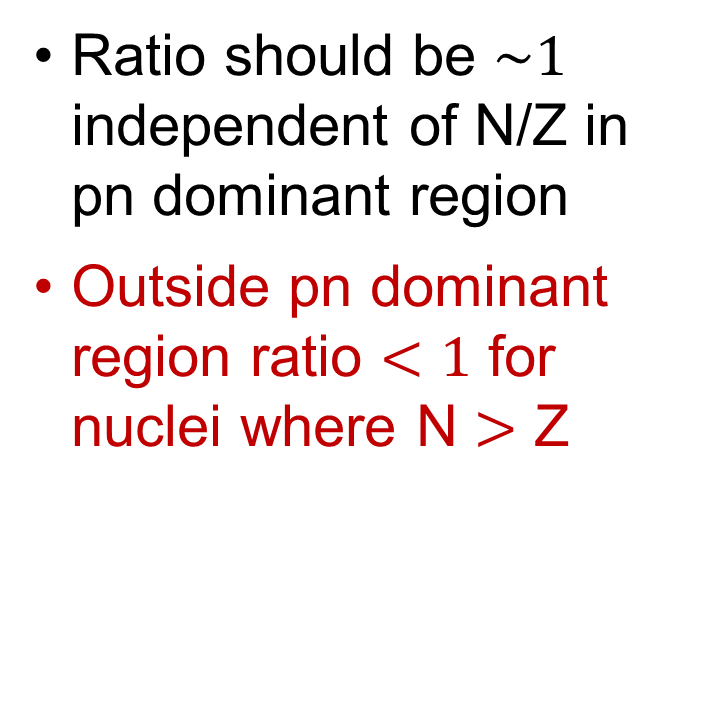 • Ratio should be ~1
independent of N/Z in
pn dominant region
• Outside pn dominant
region ratio < 1 for
nuclei where N > Z